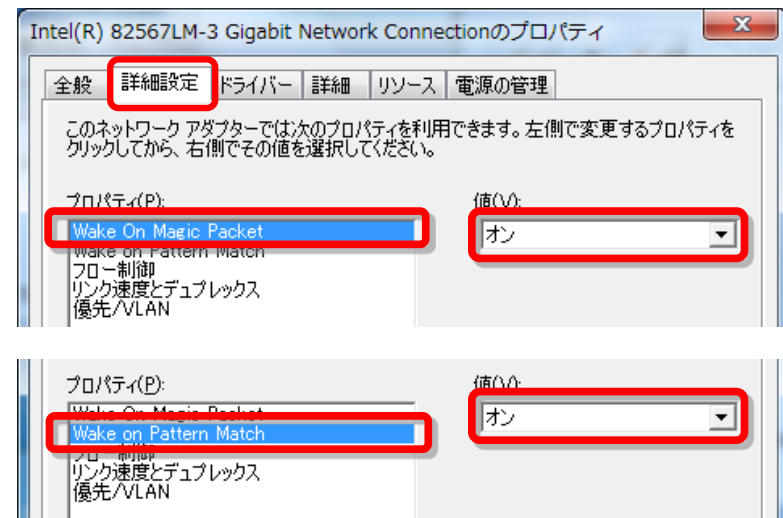 Intel(R) 82567LM-3 Gigabit Network Connectionのプロパティ
全般 詳細設定 ドライバー 詳細 リソース 電源の管理
このネットワーク アダプターでは次のプロパティを利用できます。左側で変更するプロパティを
クリックしてから、右側でその値を選択してください。
プロパティ(P): 値(V):
Wake On Magic Packet オン
Wake on Pattern Match
フロー制御
リンク速度とデュプレックス
優先/VLAN
プロパティ(P): 値(V):
Wake On Magic Packet オン
Wake on Pattern Match
フロー制御
リンク速度とデュプレックス
優先/VLAN